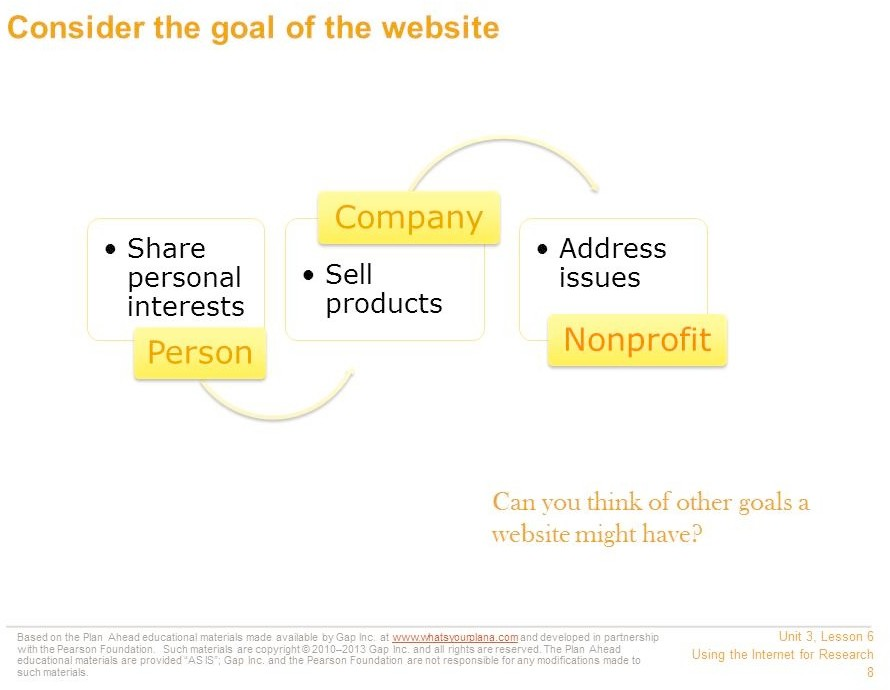 Consider the goal of the website
• Share
personal
interests
Person
Company
• Sell
products
• Address
issues
Nonprofit
Can you think of other goals a
website might have?
Based on the Plan Ahead educational materials made available by Gap Inc. at www.whatsyourplana.com and developed in partnership
with the Pearson Foundation. Such materials are copyright © 2010–2013 Gap Inc. and all rights are reserved. The Plan Ahead
educational materials are provided “AS IS”; Gap Inc. and the Pearson Foundation are not responsible for any modifications made to
such materials.
Unit 3, Lesson 6
Using the Internet for Research
8